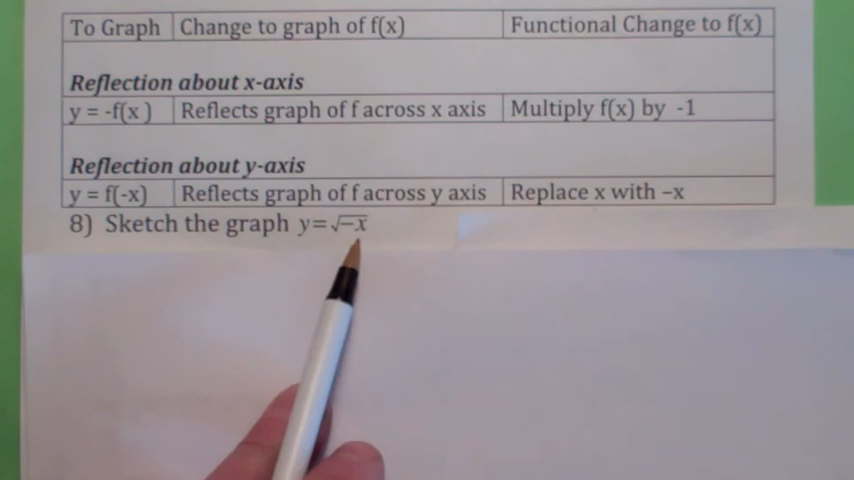 To Graph Change to graph of f(x) Functional Change to f(x)
Reflection about x-axis
y = -f(x ) Reflects graph of f across x axis Multiply f(x) by -1
Reflection about y-axis
y = f(-x) Reflects graph of f across y axis Replace x with –x
8) Sketch the graph y=√−x